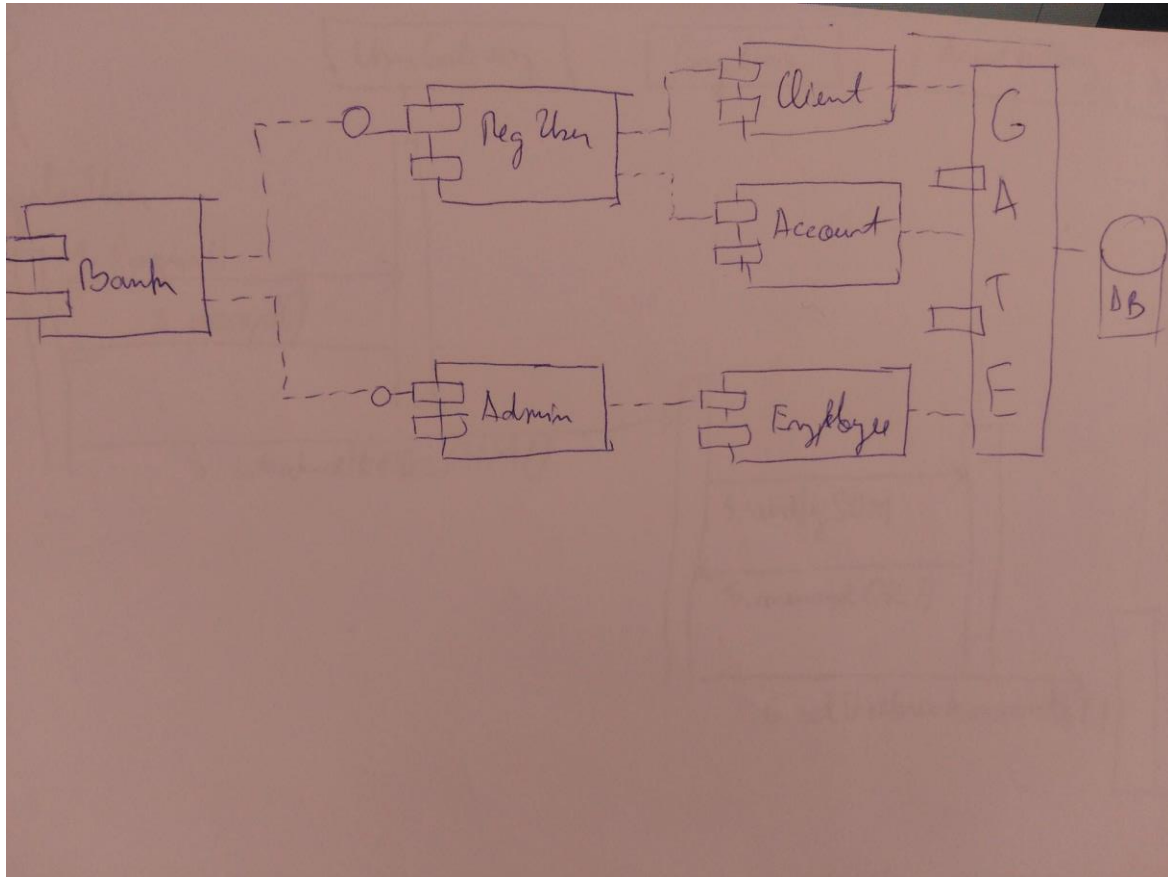 Client
Reg User
Account
Bank
Admin
Employee
G
A
T
E
DB